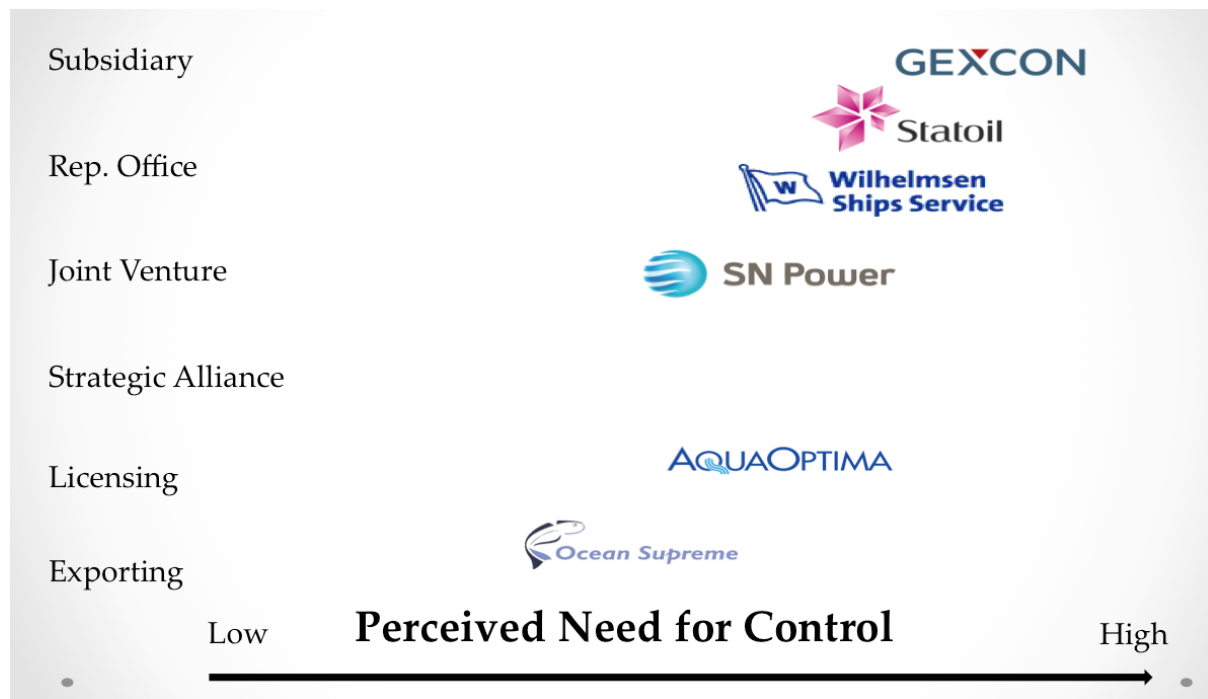 Subsidiary
GEXCON
Statoil
Rep. Office
W
Wilhelmsen
Ships Service
Joint Venture
SN Power
Strategic Alliance
Licensing
AQUAOPTIMA
Exporting
Ocean Supreme
Low
Perceived Need for Control
High